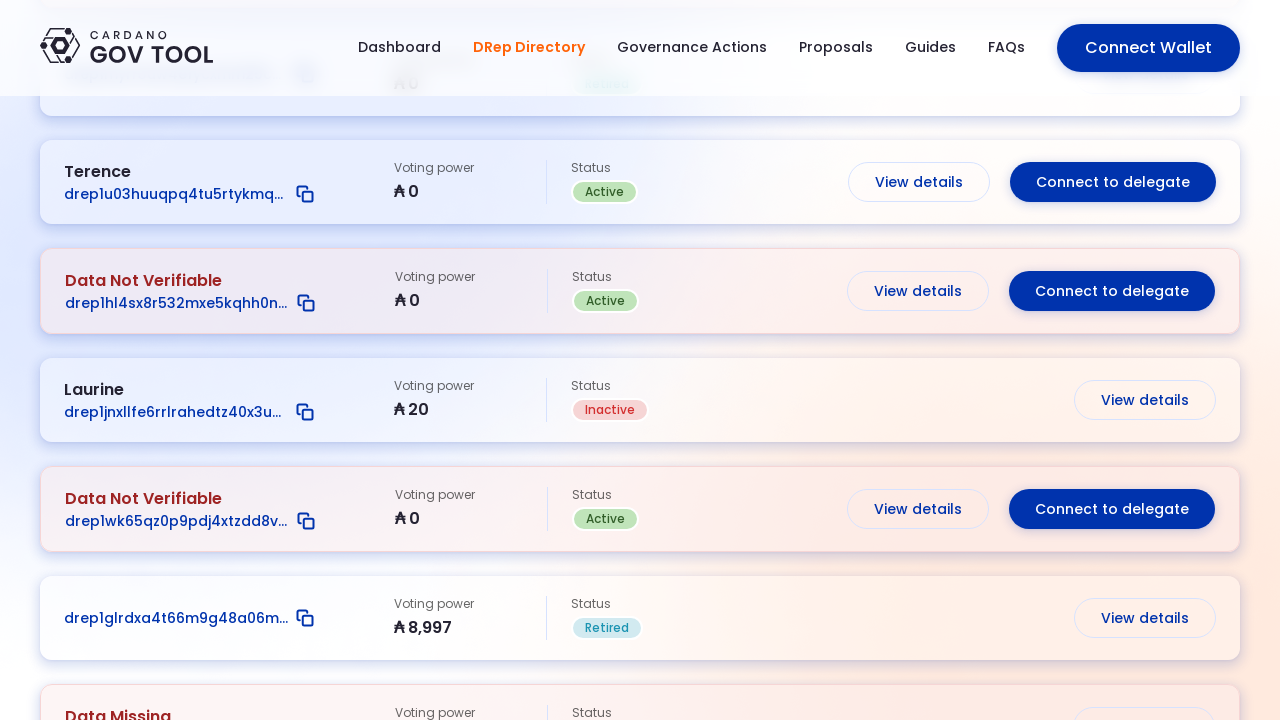 CARDANO
GOV TOOL
Dashboard
DRep Directory
Governance Actions
Proposals
Guides
FAQs
Connect Wallet
₳ 0
Terence
drep1u03huuqpq4tu5rtykmq...
Voting power
₳ 0
Status
Active
View details
Connect to delegate
Data Not Verifiable
drep1hl4sx8r532mxe5kqhh0n...
Voting power
₳ 0
Status
Active
View details
Connect to delegate
Laurine
drep1jnxllfe6rrlrahedtz40x3u...
Voting power
₳ 20
Status
Inactive
View details
Data Not Verifiable
drep1wk65qz0p9pdj4xtzdd8v...
Voting power
₳ 0
Status
Active
View details
Connect to delegate
drep1glrdxa4t66m9g48a06m...
Voting power
₳ 8,997
Status
Retired
View details
Data Missing
Voting power
Status